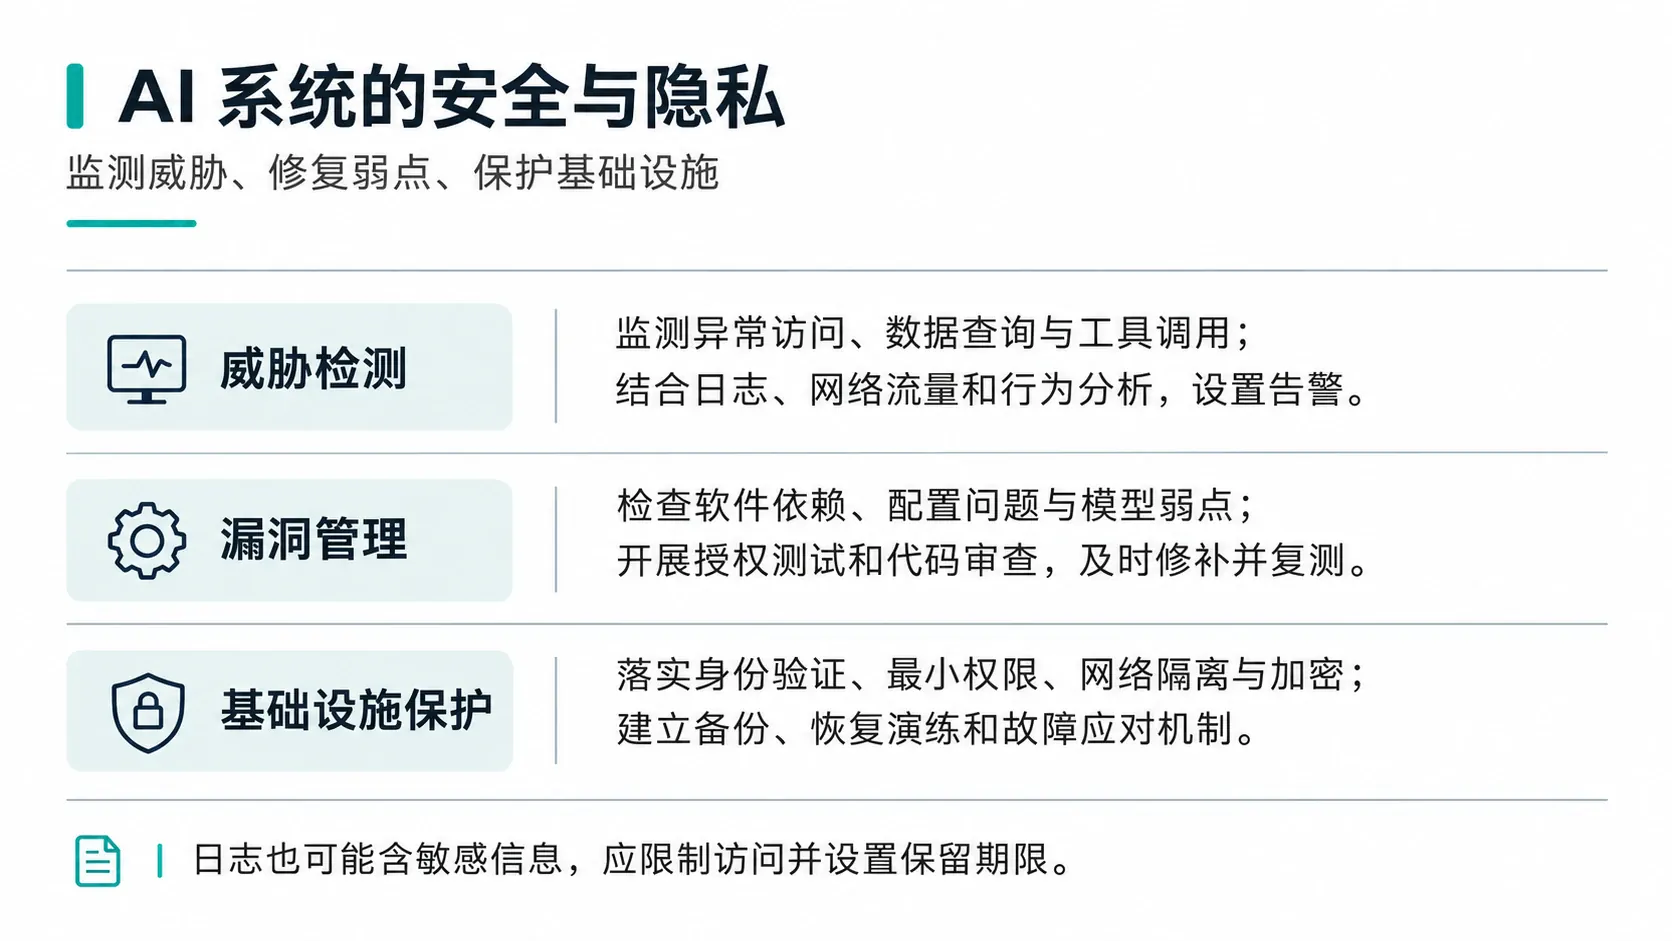 AI 系统的安全与隐私
监测威胁、修复弱点、保护基础设施
威胁检测
监测异常访问、数据查询与工具调用；
结合日志、网络流量和行为分析，设置告警。
漏洞管理
检查软件依赖、配置问题与模型弱点；
开展授权测试和代码审查，及时修补并复测。
基础设施保护
落实身份验证、最小权限、网络隔离与加密；
建立备份、恢复演练和故障应对机制。
日志也可能含敏感信息，应限制访问并设置保留期限。